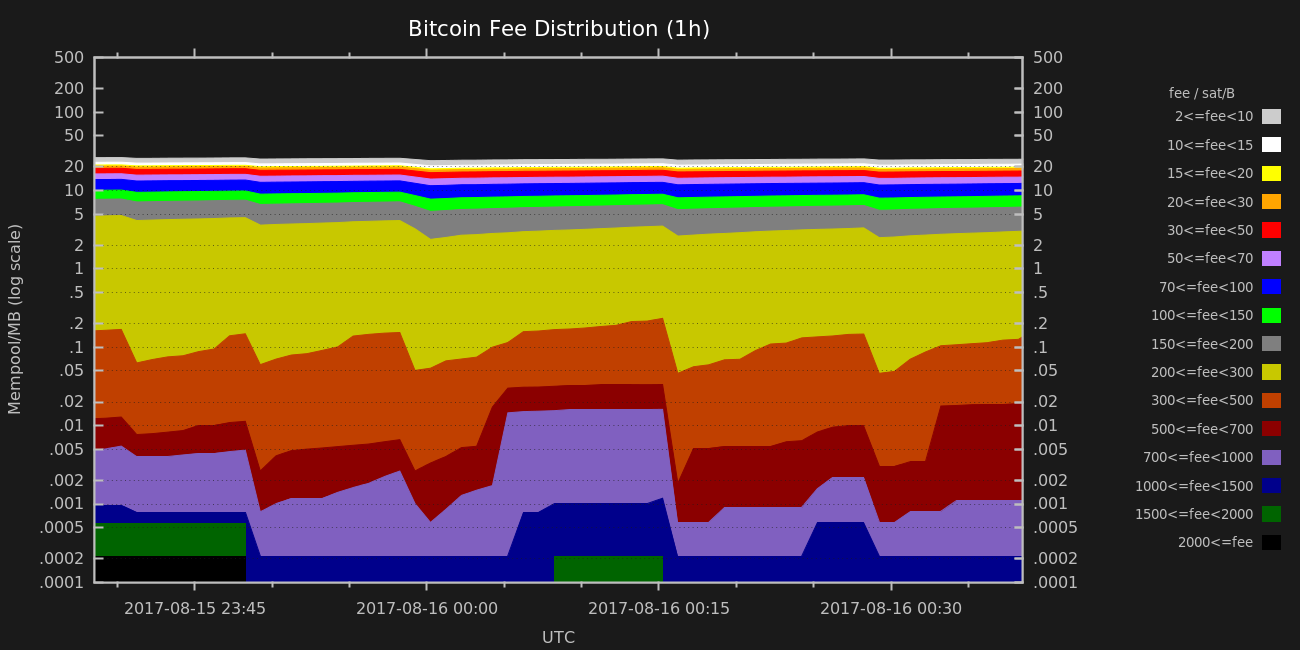 Bitcoin Fee Distribution (1h)
500 500
200 200
100 100
50 50
20 20
10 10
5 5
2 2
1 1
.5 .5
.2 .2
.1 .1
.05 .05
.02 .02
.01 .01
.005 .005
.002 .002
.001 .001
.0005 .0005
.0002 .0002
.0001 .0001
Mempool/MB (log scale)
2017-08-15 23:45 2017-08-16 00:00 2017-08-16 00:15 2017-08-16 00:30
UTC
fee / sat/B
2<=fee<10
10<=fee<15
15<=fee<20
20<=fee<30
30<=fee<50
50<=fee<70
70<=fee<100
100<=fee<150
150<=fee<200
200<=fee<300
300<=fee<500
500<=fee<700
700<=fee<1000
1000<=fee<1500
1500<=fee<2000
2000<=fee